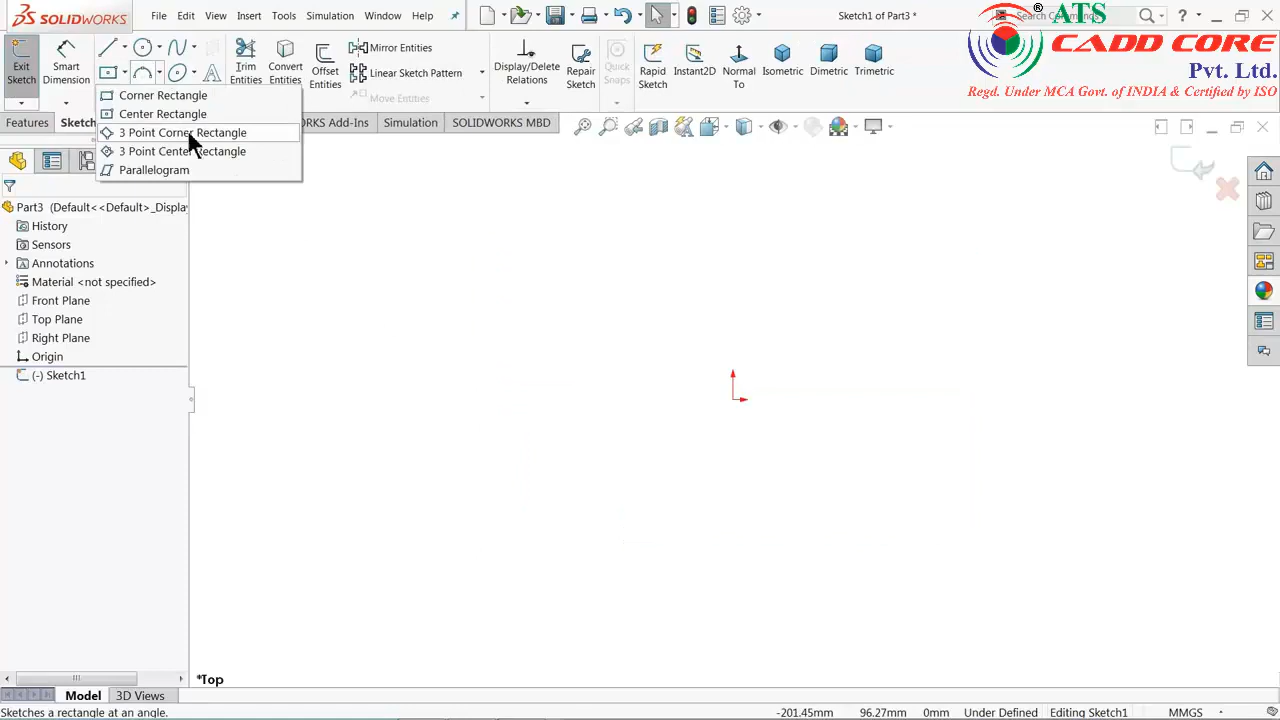 SOLIDWORKS
File Edit View Insert Tools Simulation Window Help
Sketch1 of Part3 *
Search Commands
?
ATS
®
CADD CORE
Pvt. Ltd.
Regd. Under MCA Govt. of INDIA & Certified by ISO
Exit Sketch
Smart Dimension
Trim Entities
Convert Entities
Offset Entities
Mirror Entities
Linear Sketch Pattern
Move Entities
Display/Delete Relations
Repair Sketch
Quick Snaps
Rapid Sketch
Instant2D
Normal To
Isometric
Dimetric
Trimetric
Corner Rectangle
Center Rectangle
3 Point Corner Rectangle
3 Point Center Rectangle
Parallelogram
Features
Sketch
SOLIDWORKS MBD
Simulation
Part3 (Default<<Default>_Displa
History
Sensors
Annotations
Material <not specified>
Front Plane
Top Plane
Right Plane
Origin
(-) Sketch1
*Top
Model
3D Views
Sketches a rectangle at an angle.
-201.45mm 96.27mm 0mm Under Defined Editing Sketch1 MMGS